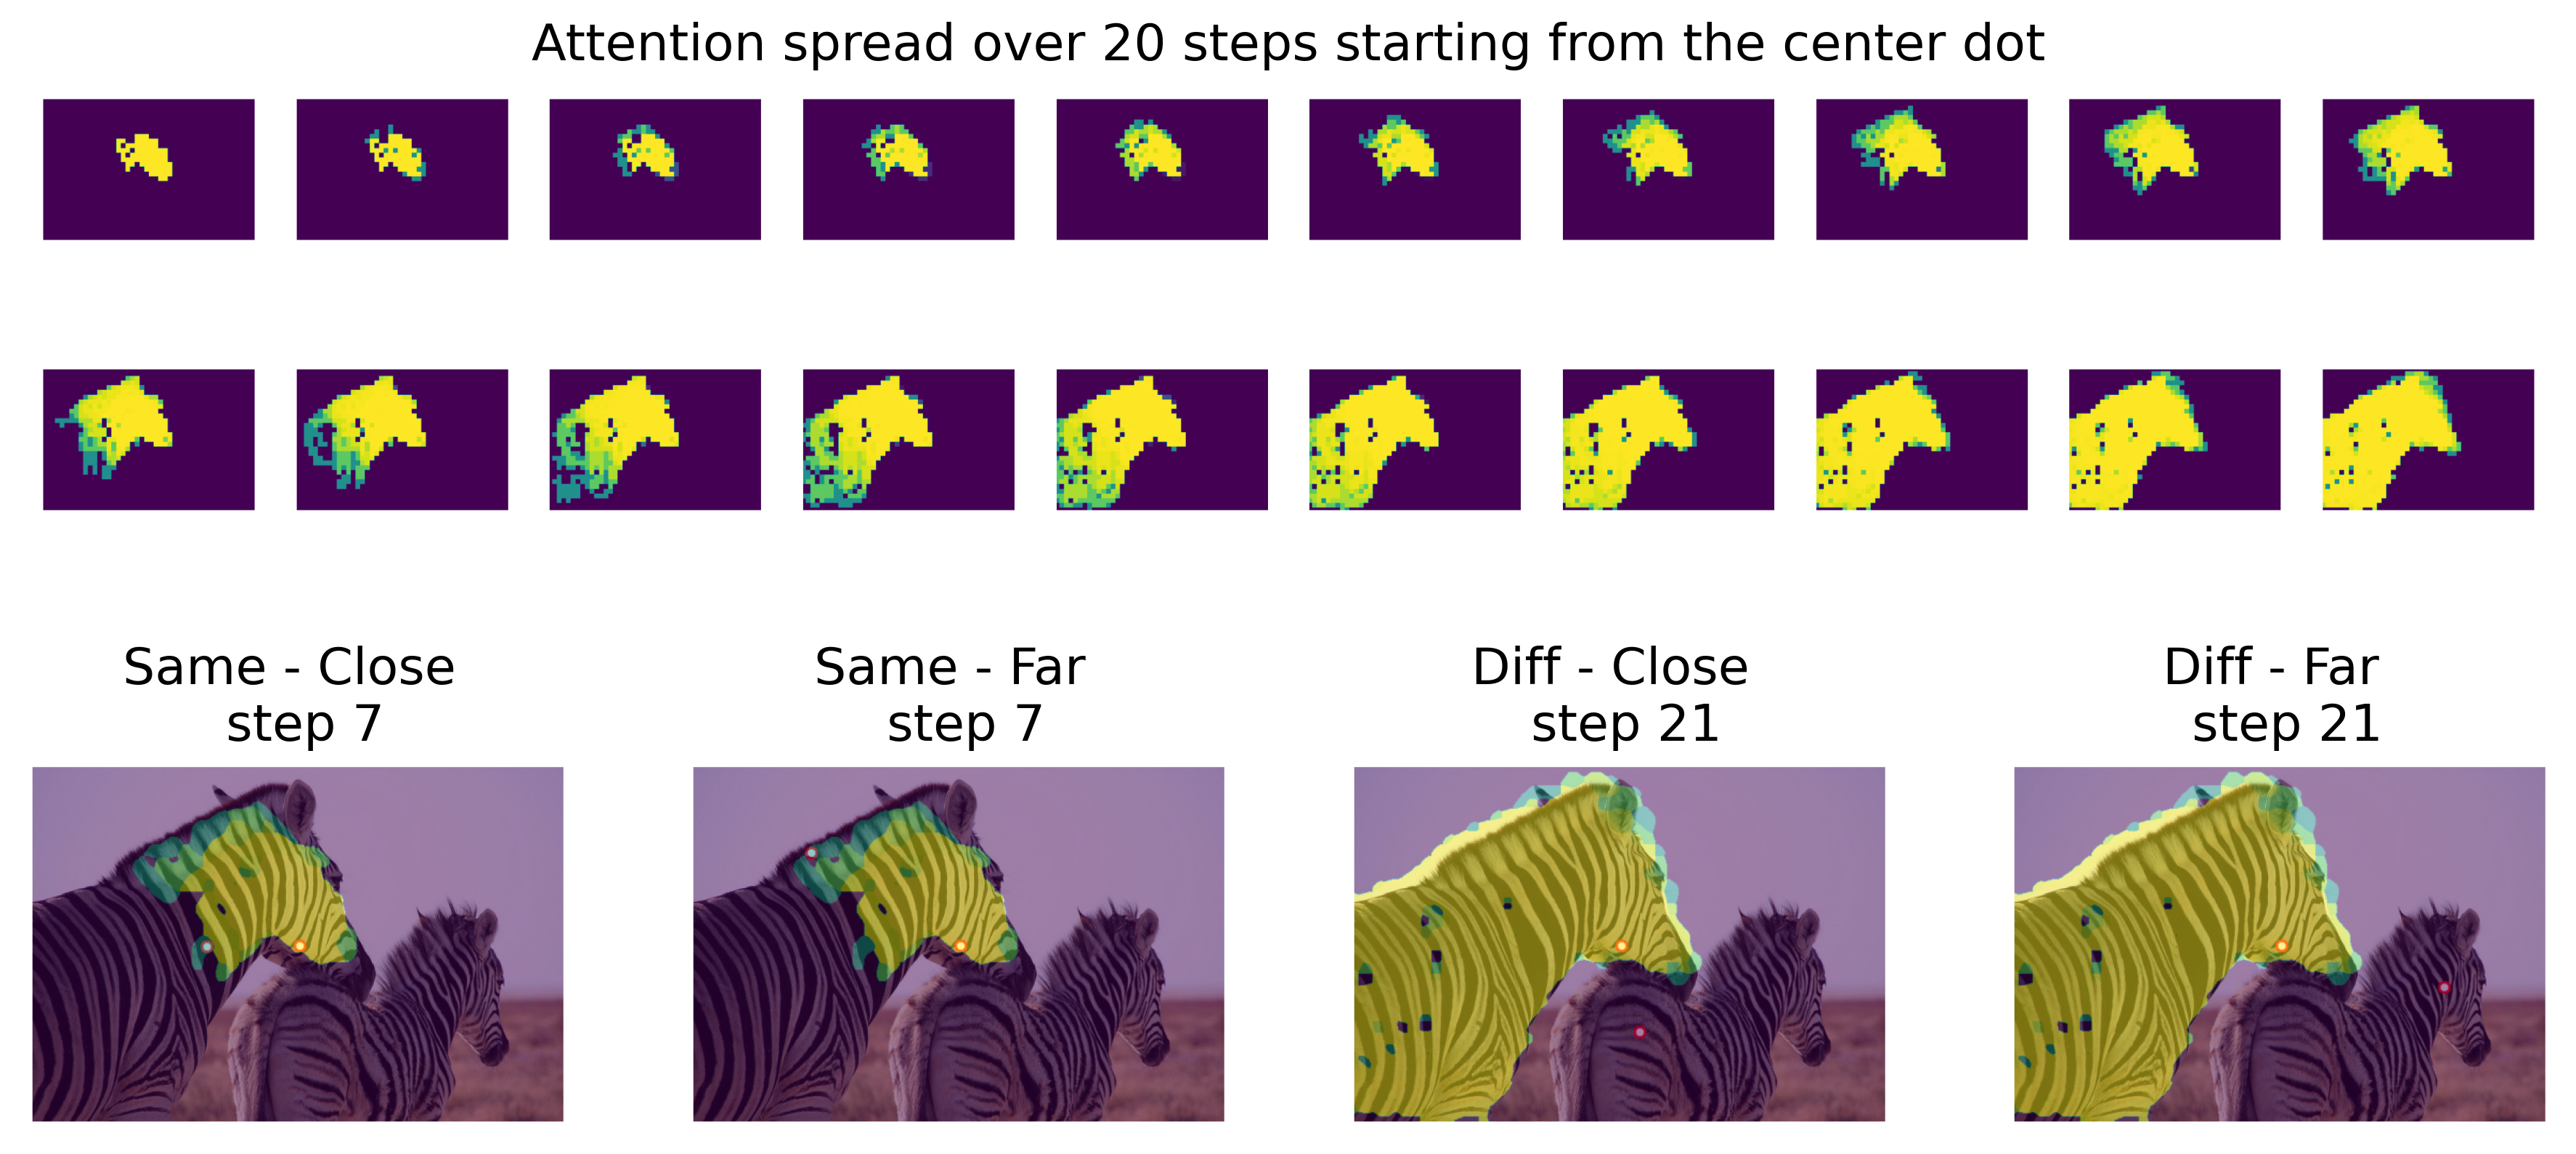 Attention spread over 20 steps starting from the center dot
Same - Close
step 7
Same - Far
step 7
Diff - Close
step 21
Diff - Far
step 21